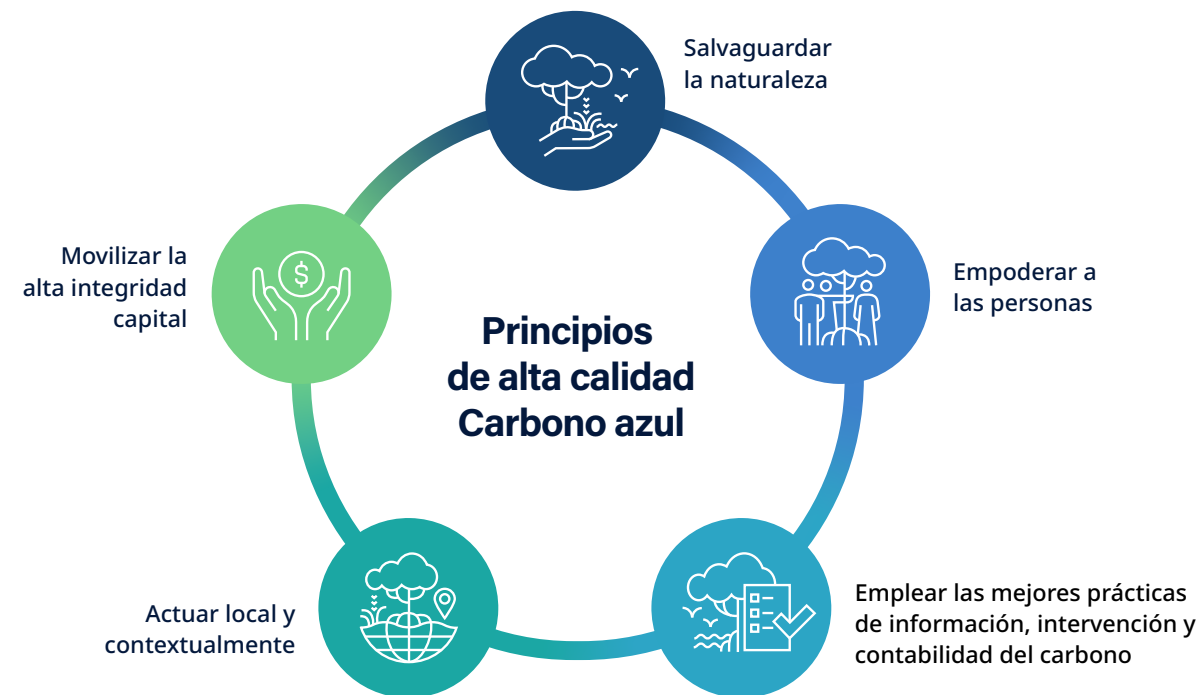 Salvaguardar
la naturaleza
Empoderar a
las personas
Emplear las mejores prácticas
de información, intervención y
contabilidad del carbono
Actuar local y
contextualmente
Movilizar la
alta integridad
capital
$
Principios
de alta calidad
Carbono azul